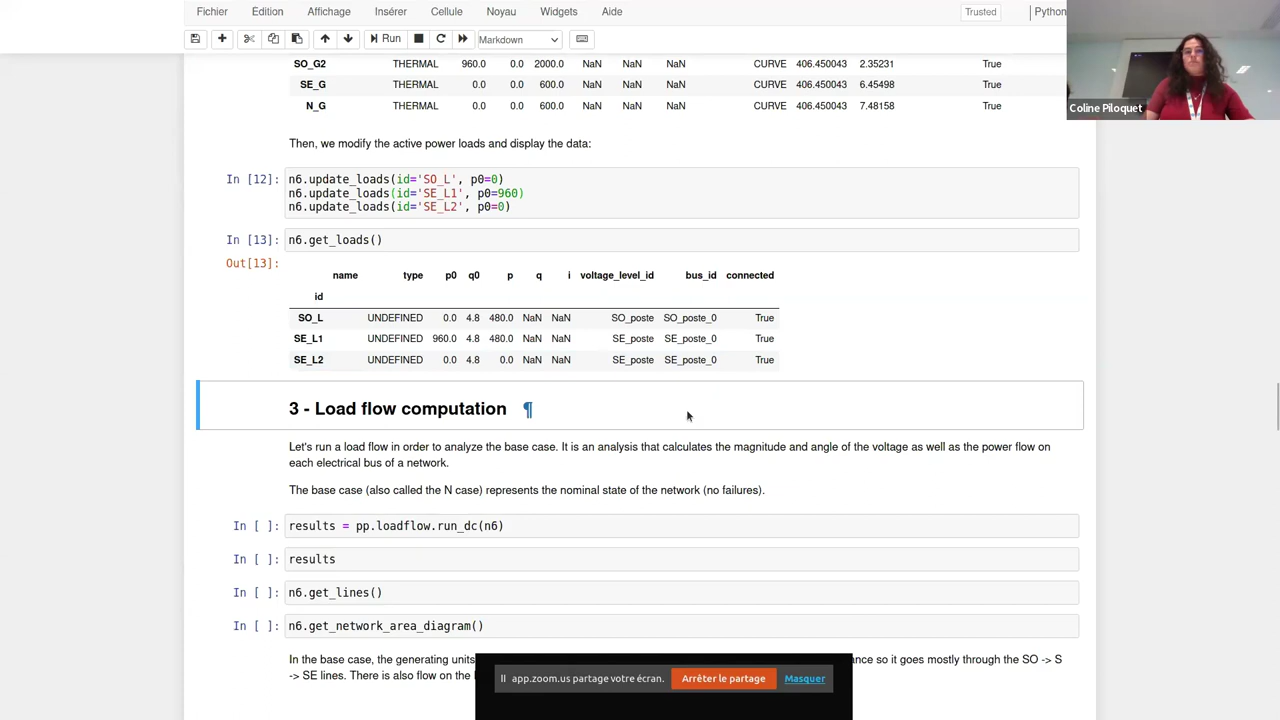 Fichier Édition Affichage Insérer Cellule Noyau Widgets Aide Trusted Python
Run Markdown
SO_G2 THERMAL 960.0 0.0 2000.0 NaN NaN NaN CURVE 406.450043 2.35231 True
SE_G THERMAL 0.0 0.0 600.0 NaN NaN NaN CURVE 406.450043 6.45498 True
N_G THERMAL 0.0 0.0 600.0 NaN NaN NaN CURVE 406.450043 7.48158 True
Coline Piloquet
Then, we modify the active power loads and display the data:
In [12]: n6.update_loads(id='SO_L', p0=0)
n6.update_loads(id='SE_L1', p0=960)
n6.update_loads(id='SE_L2', p0=0)
In [13]: n6.get_loads()
Out[13]:
name type p0 q0 p q i voltage_level_id bus_id connected
id
SO_L UNDEFINED 0.0 4.8 480.0 NaN NaN SO_poste SO_poste_0 True
SE_L1 UNDEFINED 960.0 4.8 480.0 NaN NaN SE_poste SE_poste_0 True
SE_L2 UNDEFINED 0.0 4.8 0.0 NaN NaN SE_poste SE_poste_0 True
3 - Load flow computation ¶
Let's run a load flow in order to analyze the base case. It is an analysis that calculates the magnitude and angle of the voltage as well as the power flow on
each electrical bus of a network.
The base case (also called the N case) represents the nominal state of the network (no failures).
In [ ]: results = pp.loadflow.run_dc(n6)
In [ ]: results
In [ ]: n6.get_lines()
In [ ]: n6.get_network_area_diagram()
In the base case, the generating units ance so it goes mostly through the SO -> S
-> SE lines. There is also flow on the
app.zoom.us partage votre écran. Arrêter le partage Masquer